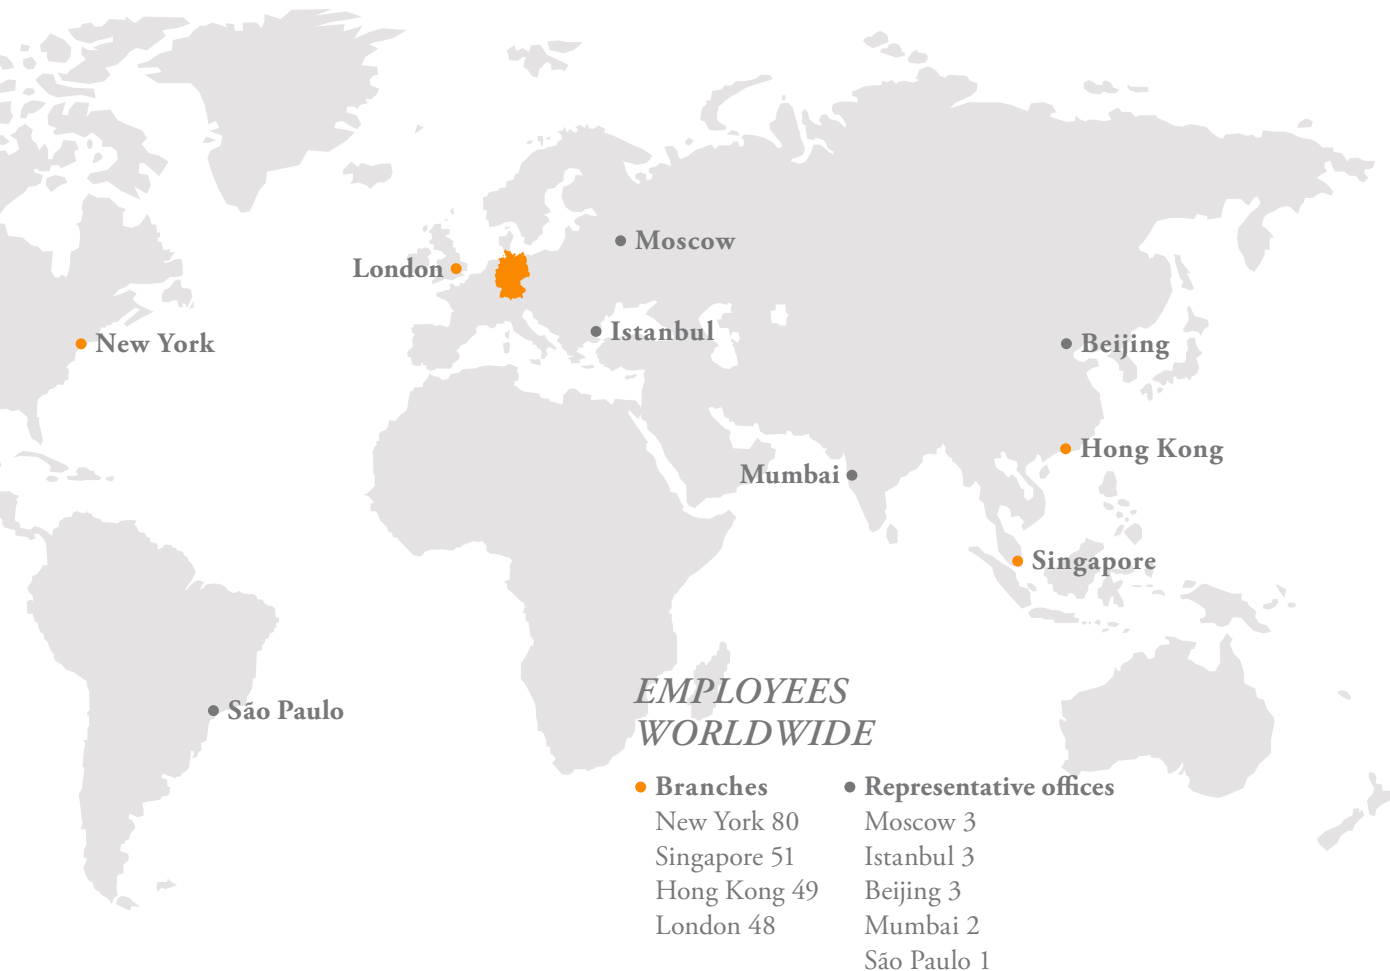 Moscow
London
Istanbul
New York
Beijing
Hong Kong
Mumbai
Singapore
São Paulo
EMPLOYEES
WORLDWIDE
Branches
New York 80
Singapore 51
Hong Kong 49
London 48
Representative offices
Moscow 3
Istanbul 3
Beijing 3
Mumbai 2
São Paulo 1